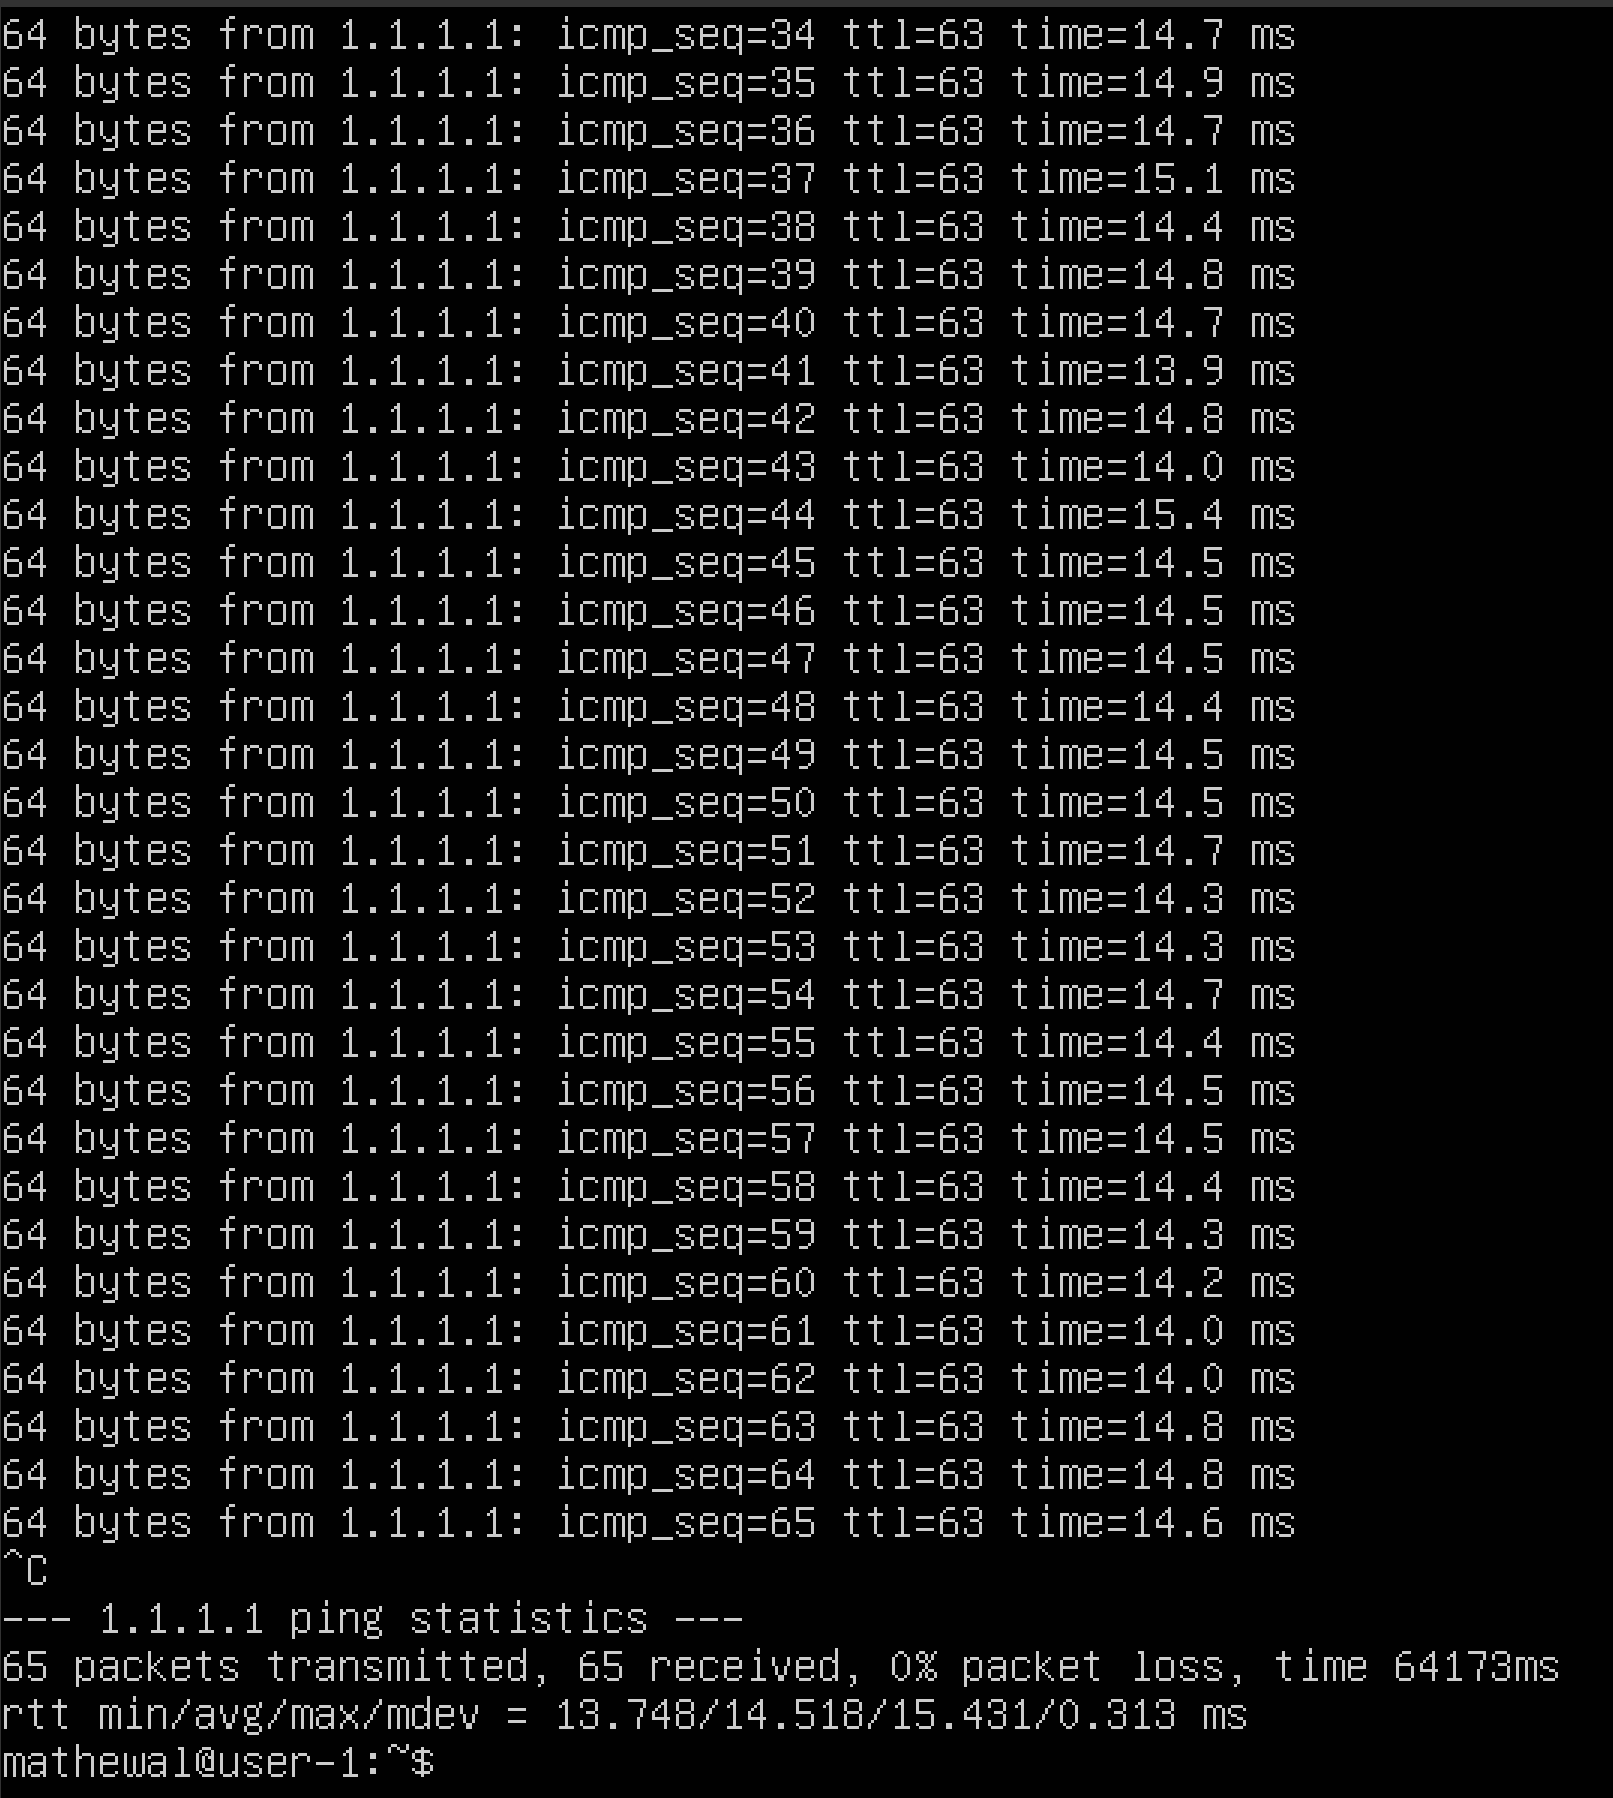 64 bytes from 1.1.1.1: icmp_seq=34 ttl=63 time=14.7 ms
64 bytes from 1.1.1.1: icmp_seq=35 ttl=63 time=14.9 ms
64 bytes from 1.1.1.1: icmp_seq=36 ttl=63 time=14.7 ms
64 bytes from 1.1.1.1: icmp_seq=37 ttl=63 time=15.1 ms
64 bytes from 1.1.1.1: icmp_seq=38 ttl=63 time=14.4 ms
64 bytes from 1.1.1.1: icmp_seq=39 ttl=63 time=14.8 ms
64 bytes from 1.1.1.1: icmp_seq=40 ttl=63 time=14.7 ms
64 bytes from 1.1.1.1: icmp_seq=41 ttl=63 time=13.9 ms
64 bytes from 1.1.1.1: icmp_seq=42 ttl=63 time=14.8 ms
64 bytes from 1.1.1.1: icmp_seq=43 ttl=63 time=14.0 ms
64 bytes from 1.1.1.1: icmp_seq=44 ttl=63 time=15.4 ms
64 bytes from 1.1.1.1: icmp_seq=45 ttl=63 time=14.5 ms
64 bytes from 1.1.1.1: icmp_seq=46 ttl=63 time=14.5 ms
64 bytes from 1.1.1.1: icmp_seq=47 ttl=63 time=14.5 ms
64 bytes from 1.1.1.1: icmp_seq=48 ttl=63 time=14.4 ms
64 bytes from 1.1.1.1: icmp_seq=49 ttl=63 time=14.5 ms
64 bytes from 1.1.1.1: icmp_seq=50 ttl=63 time=14.5 ms
64 bytes from 1.1.1.1: icmp_seq=51 ttl=63 time=14.7 ms
64 bytes from 1.1.1.1: icmp_seq=52 ttl=63 time=14.3 ms
64 bytes from 1.1.1.1: icmp_seq=53 ttl=63 time=14.3 ms
64 bytes from 1.1.1.1: icmp_seq=54 ttl=63 time=14.7 ms
64 bytes from 1.1.1.1: icmp_seq=55 ttl=63 time=14.4 ms
64 bytes from 1.1.1.1: icmp_seq=56 ttl=63 time=14.5 ms
64 bytes from 1.1.1.1: icmp_seq=57 ttl=63 time=14.5 ms
64 bytes from 1.1.1.1: icmp_seq=58 ttl=63 time=14.4 ms
64 bytes from 1.1.1.1: icmp_seq=59 ttl=63 time=14.3 ms
64 bytes from 1.1.1.1: icmp_seq=60 ttl=63 time=14.2 ms
64 bytes from 1.1.1.1: icmp_seq=61 ttl=63 time=14.0 ms
64 bytes from 1.1.1.1: icmp_seq=62 ttl=63 time=14.0 ms
64 bytes from 1.1.1.1: icmp_seq=63 ttl=63 time=14.8 ms
64 bytes from 1.1.1.1: icmp_seq=64 ttl=63 time=14.8 ms
64 bytes from 1.1.1.1: icmp_seq=65 ttl=63 time=14.6 ms
^C
--- 1.1.1.1 ping statistics ---
65 packets transmitted, 65 received, 0% packet loss, time 64173ms
rtt min/avg/max/mdev = 13.748/14.518/15.431/0.313 ms
mathewal@user-1:~$